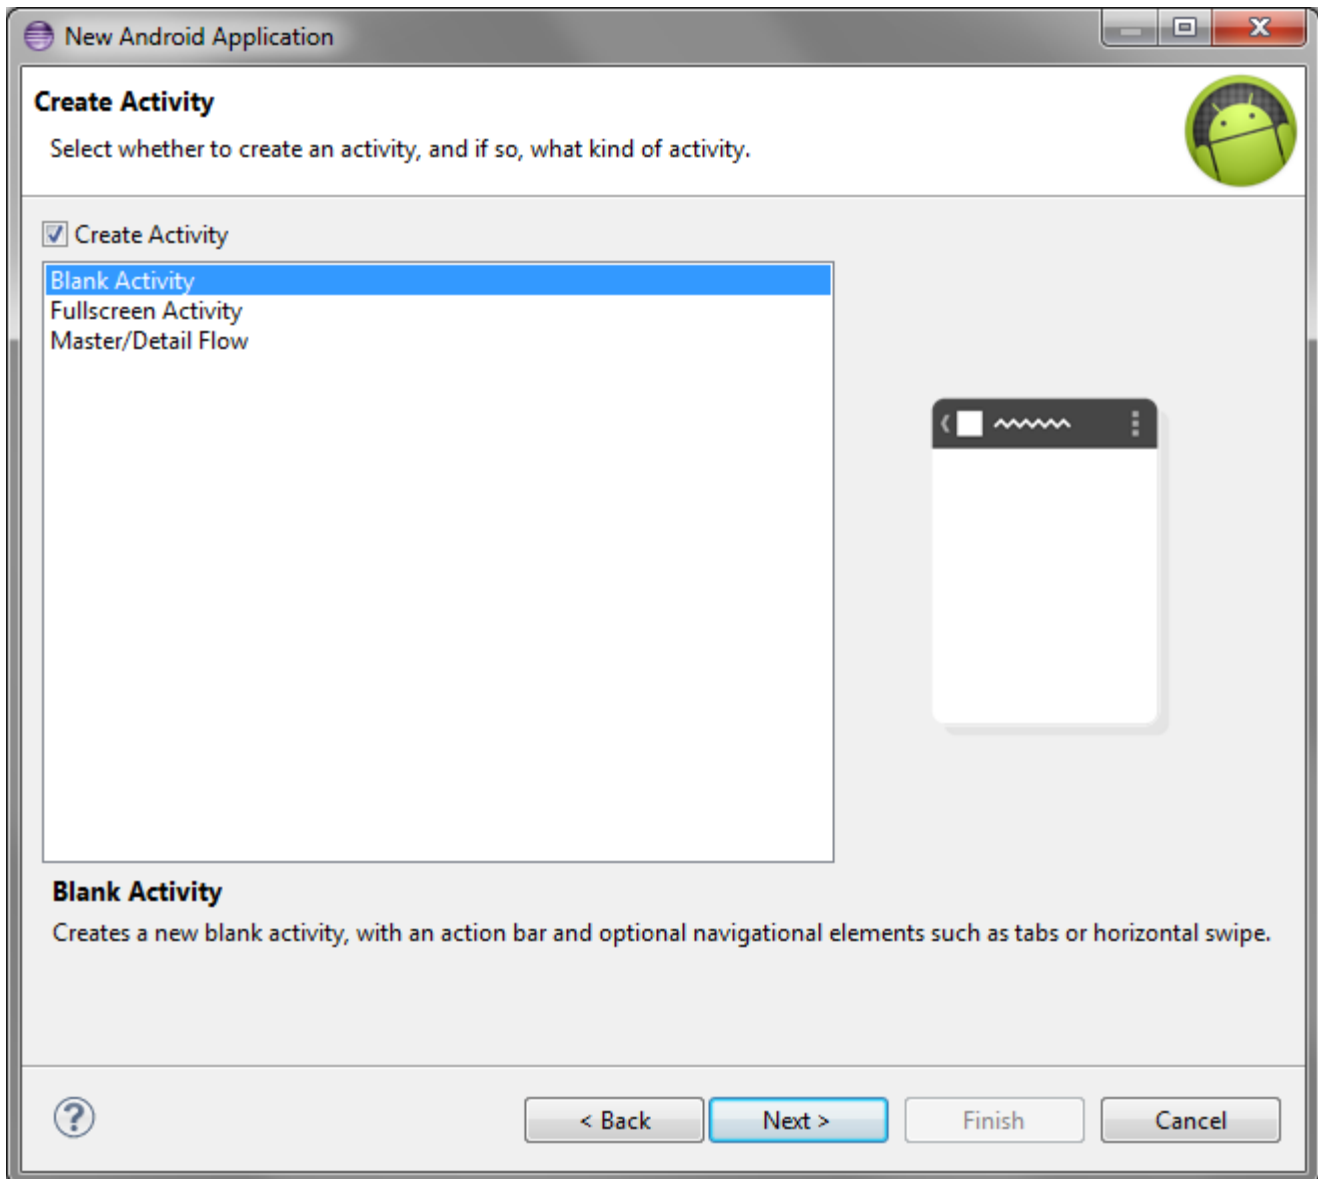 New Android Application
Create Activity
Select whether to create an activity, and if so, what kind of activity.
Create Activity
Blank Activity
Fullscreen Activity
Master/Detail Flow
Blank Activity
Creates a new blank activity, with an action bar and optional navigational elements such as tabs or horizontal swipe.
? < Back Next > Finish Cancel